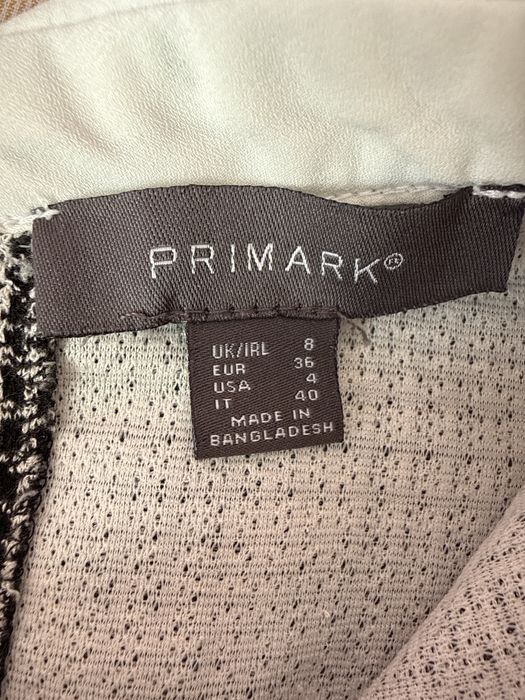 PRIMARK®
UK/IRL 8
EUR 36
USA 4
IT 40
MADE IN
BANGLADESH